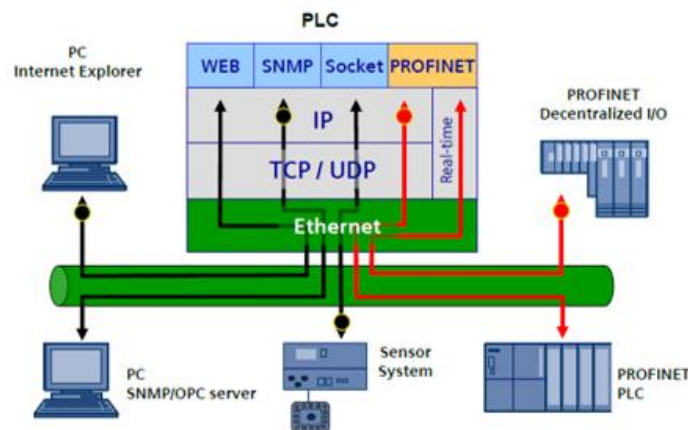 PLC
PC
Internet Explorer
WEB
SNMP
Socket
PROFINET
IP
TCP / UDP
Real-time
Ethernet
PROFINET
Decentralized I/O
PC
SNMP/OPC server
Sensor
System
PROFINET
PLC